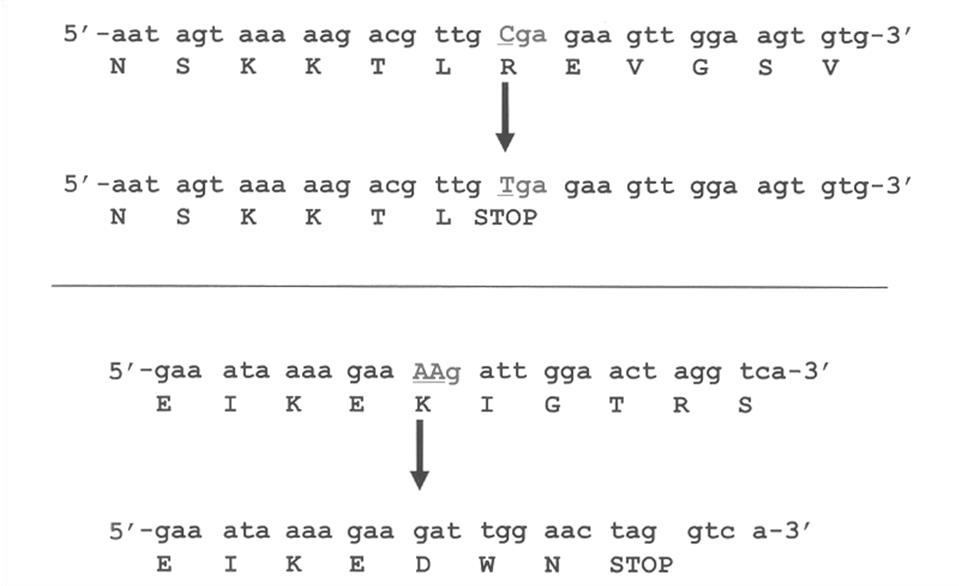 5′-aat agt aaa aag acg ttg Cga gaa gtt gga agt gtg-3′
N S K K T L R E V G S V
5′-aat agt aaa aag acg ttg Tga gaa gtt gga agt gtg-3′
N S K K T L STOP
5′-gaa ata aaa gaa AAg att gga act agg tca-3′
E I K E K I G T R S
5′-gaa ata aaa gaa gat tgg aac tag gtc a-3′
E I K E D W N STOP